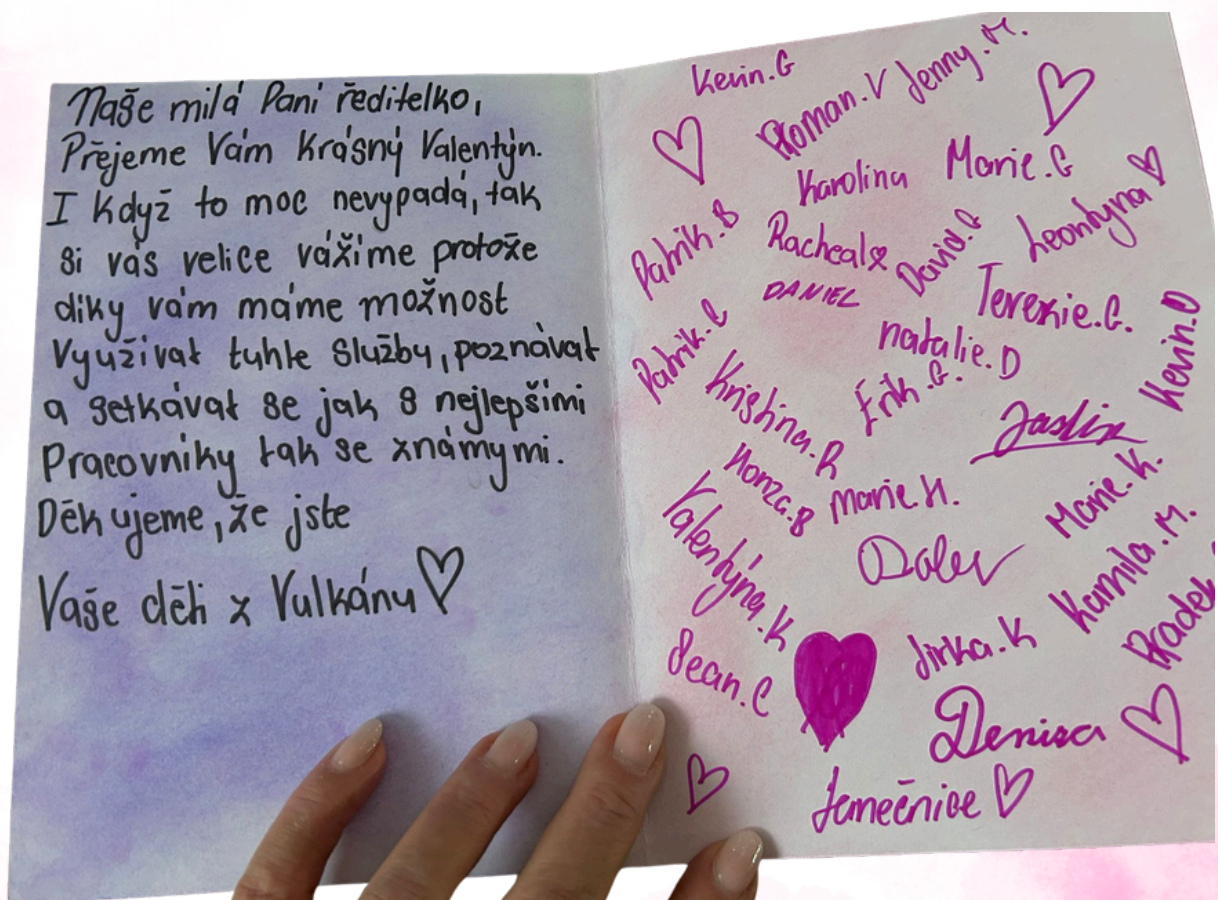 Naše milá Paní ředitelko,
Přejeme Vám Krásný Valentýn.
I když to moc nevypadá, tak
si vás velice vážíme protože
díky vám máme možnost
Využívat tuhle služby, poznávat
a setkávat se jak s nejlepšími
Pracovníky tak se známými.
Děkujeme, že jste
Vaše děti z Vulkánu
Kevin.G
Roman.V
Jenny.M.
Karolina
Marie.G
Patrik.B
Racheal
David.G
Leontyna
DANIEL
Terezie.G.
Patrik.C
natalie.D
Kevin.D
Kristina.R
Erik.G.
Honza.B
marie.H.
Marie.K.
Valentýna.K
Kamila.M.
Jirka.K
Radek
Sean.C
Denisa